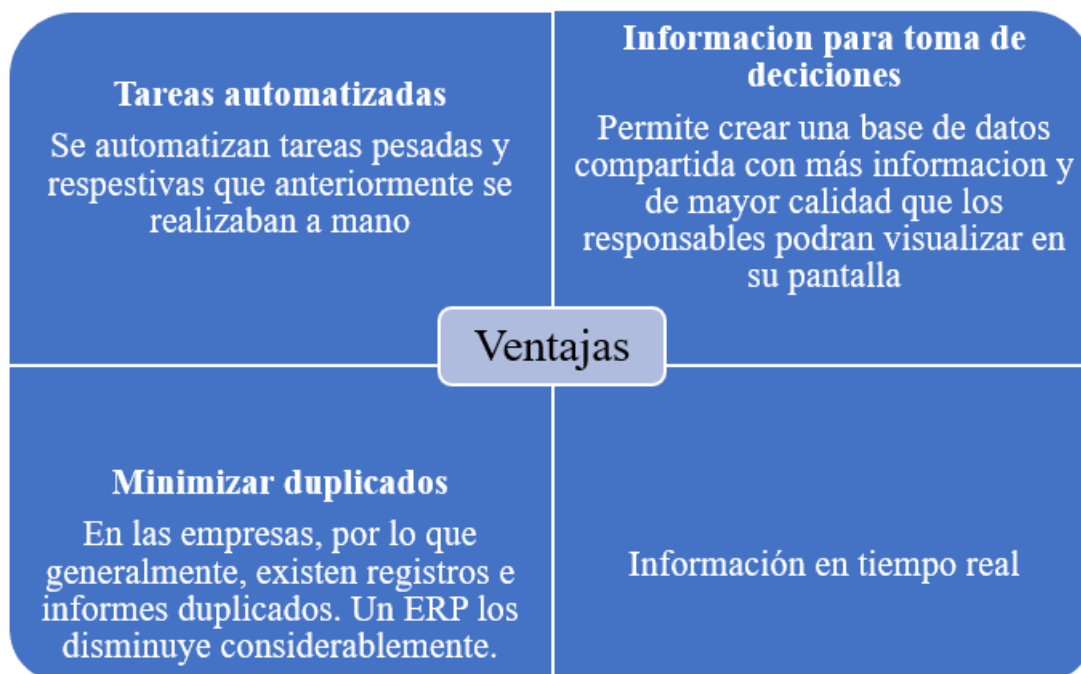 Tareas automatizadas
Se automatizan tareas pesadas y
respestivas que anteriormente se
realizaban a mano
Informacion para toma de
deciciones
Permite crear una base de datos
compartida con más informacion y
de mayor calidad que los
responsables podran visualizar en
su pantalla
Ventajas
Minimizar duplicados
En las empresas, por lo que
generalmente, existen registros e
informes duplicados. Un ERP los
disminuye considerablemente.
Información en tiempo real